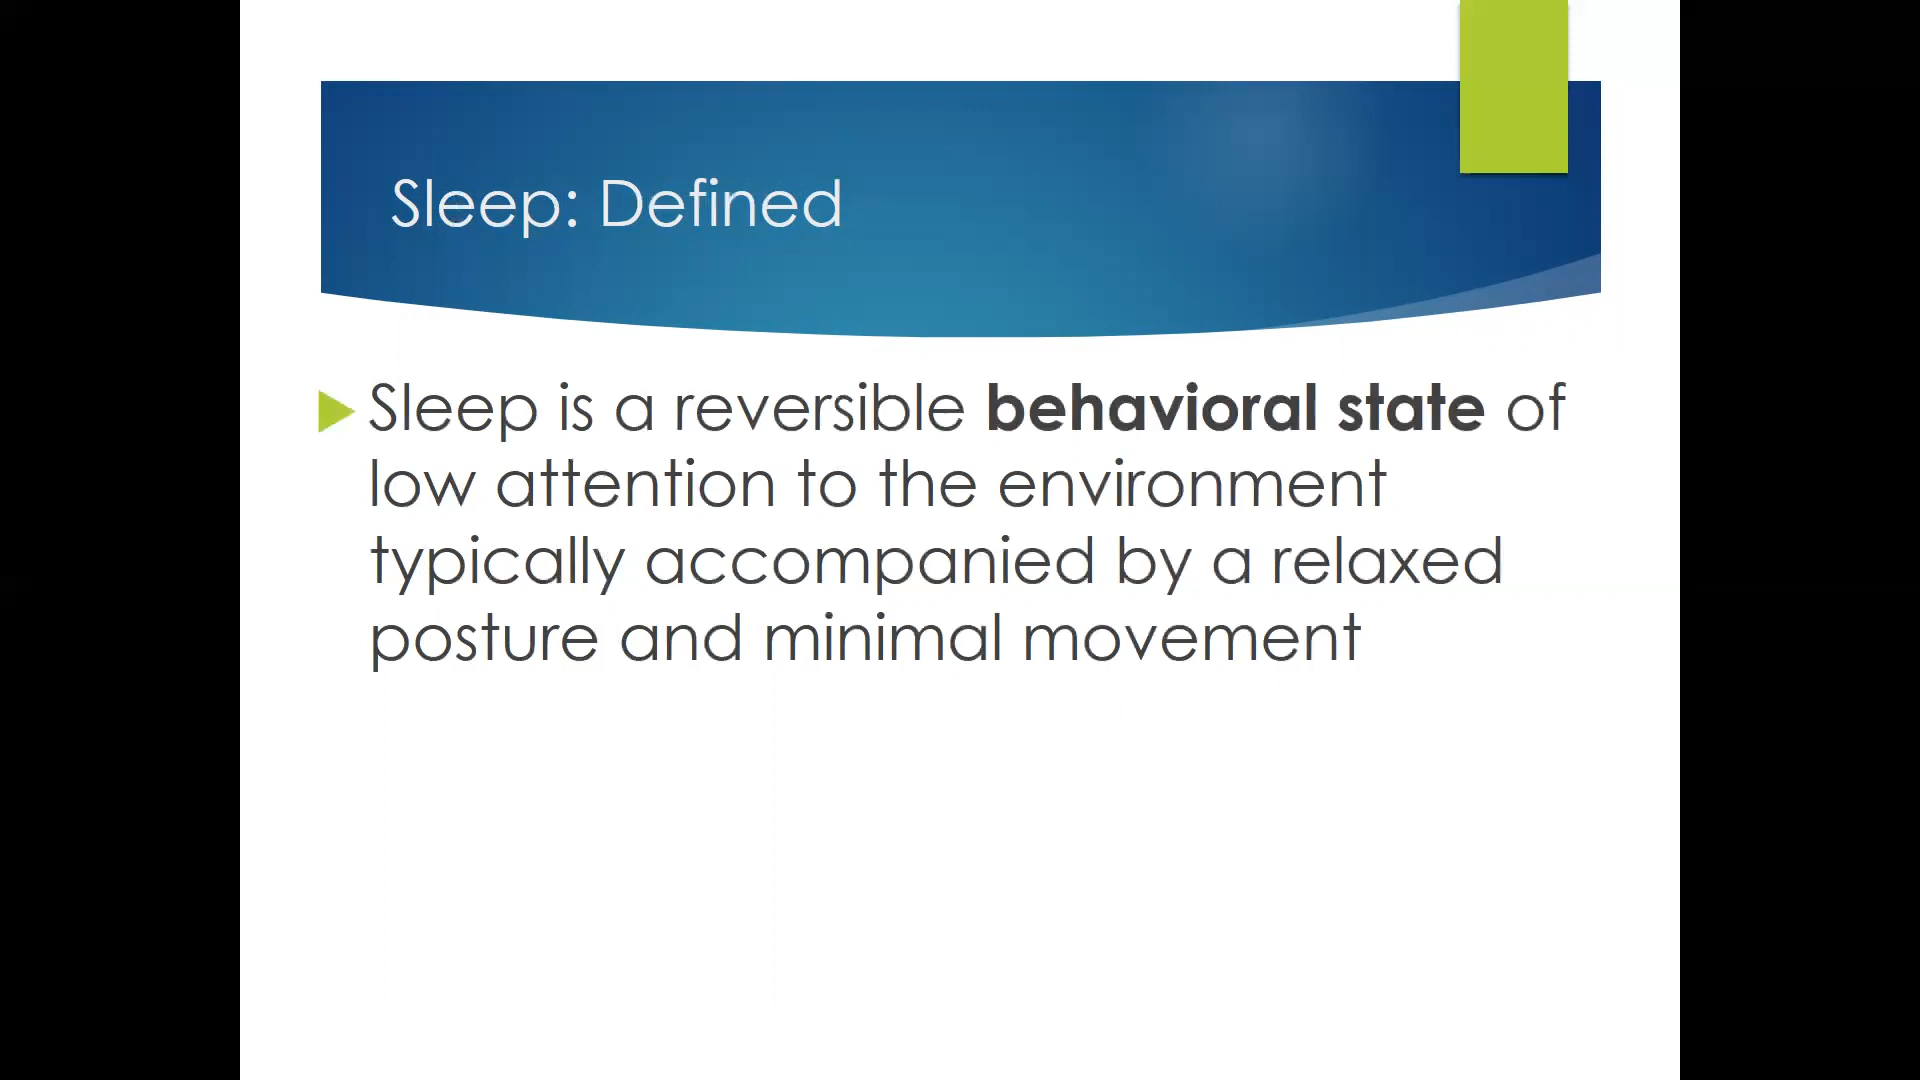 Sleep: Defined
Sleep is a reversible behavioral state of
low attention to the environment
typically accompanied by a relaxed
posture and minimal movement